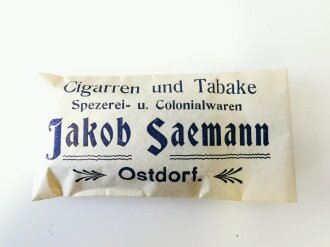 Cigarren und Tabake
Spezerei- u. Colonialwaren
Jakob Saemann
Ostdorf.